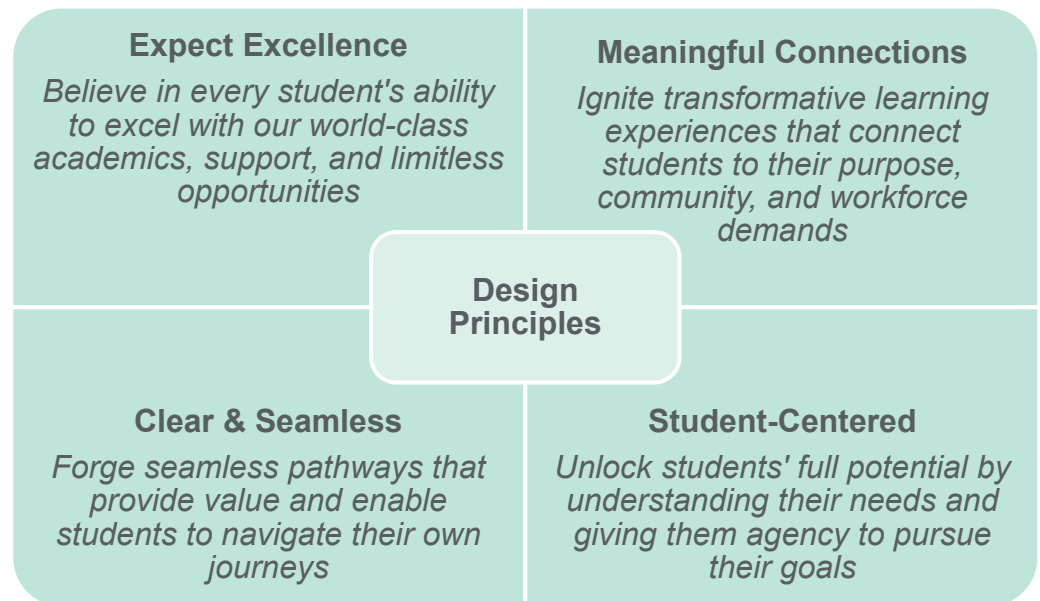 Expect Excellence
Believe in every student's ability
to excel with our world-class
academics, support, and limitless
opportunities
Meaningful Connections
Ignite transformative learning
experiences that connect
students to their purpose,
community, and workforce
demands
Design
Principles
Clear & Seamless
Forge seamless pathways that
provide value and enable
students to navigate their own
journeys
Student-Centered
Unlock students' full potential by
understanding their needs and
giving them agency to pursue
their goals